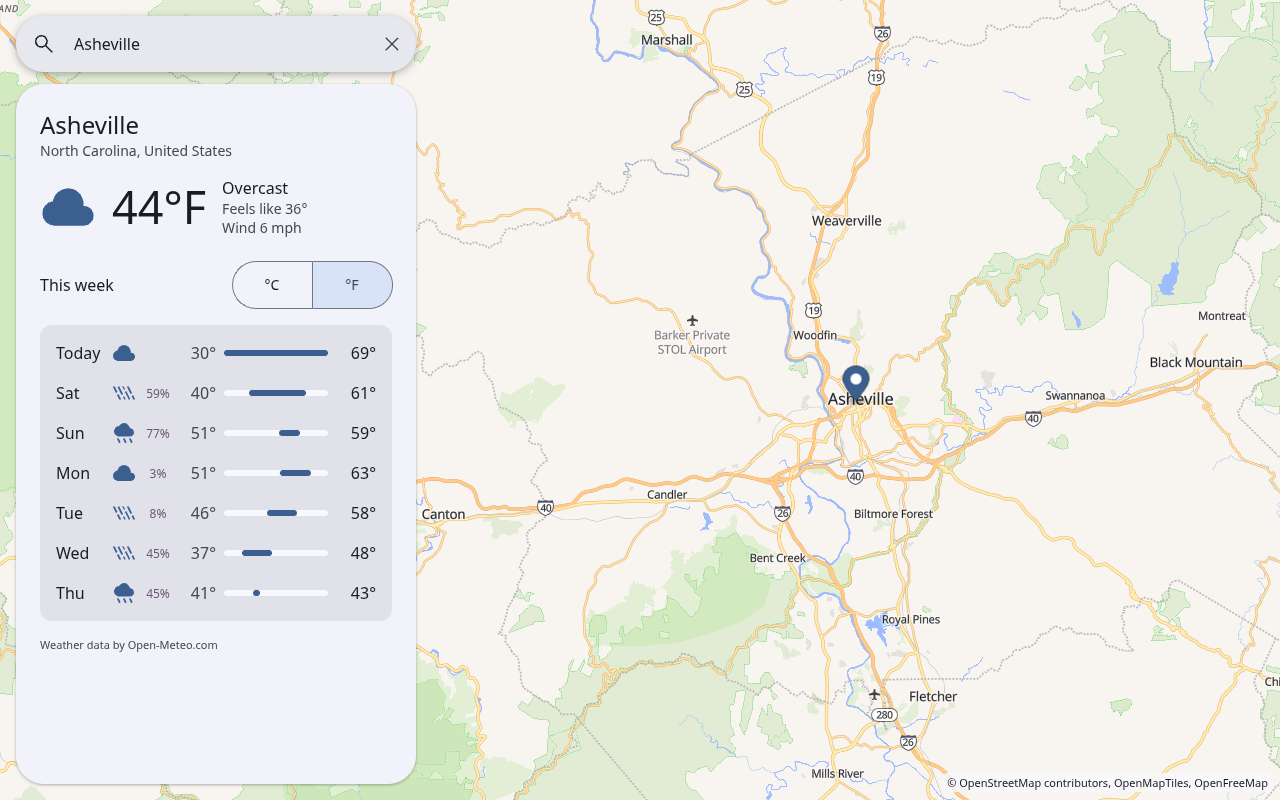 Asheville
Asheville
North Carolina, United States
44°F
Overcast
Feels like 36°
Wind 6 mph
This week
°C
°F
Today 30° 69°
Sat 59% 40° 61°
Sun 77% 51° 59°
Mon 3% 51° 63°
Tue 8% 46° 58°
Wed 45% 37° 48°
Thu 45% 41° 43°
Weather data by Open-Meteo.com
AND
25
Marshall
26
19
25
Weaverville
19
Woodfin
Barker Private
STOL Airport
Montreat
Black Mountain
Asheville
Swannanoa
40
40
Candler
40
Canton
26
Biltmore Forest
Bent Creek
Royal Pines
Chi
Fletcher
280
26
Mills River
© OpenStreetMap contributors, OpenMapTiles, OpenFreeMap